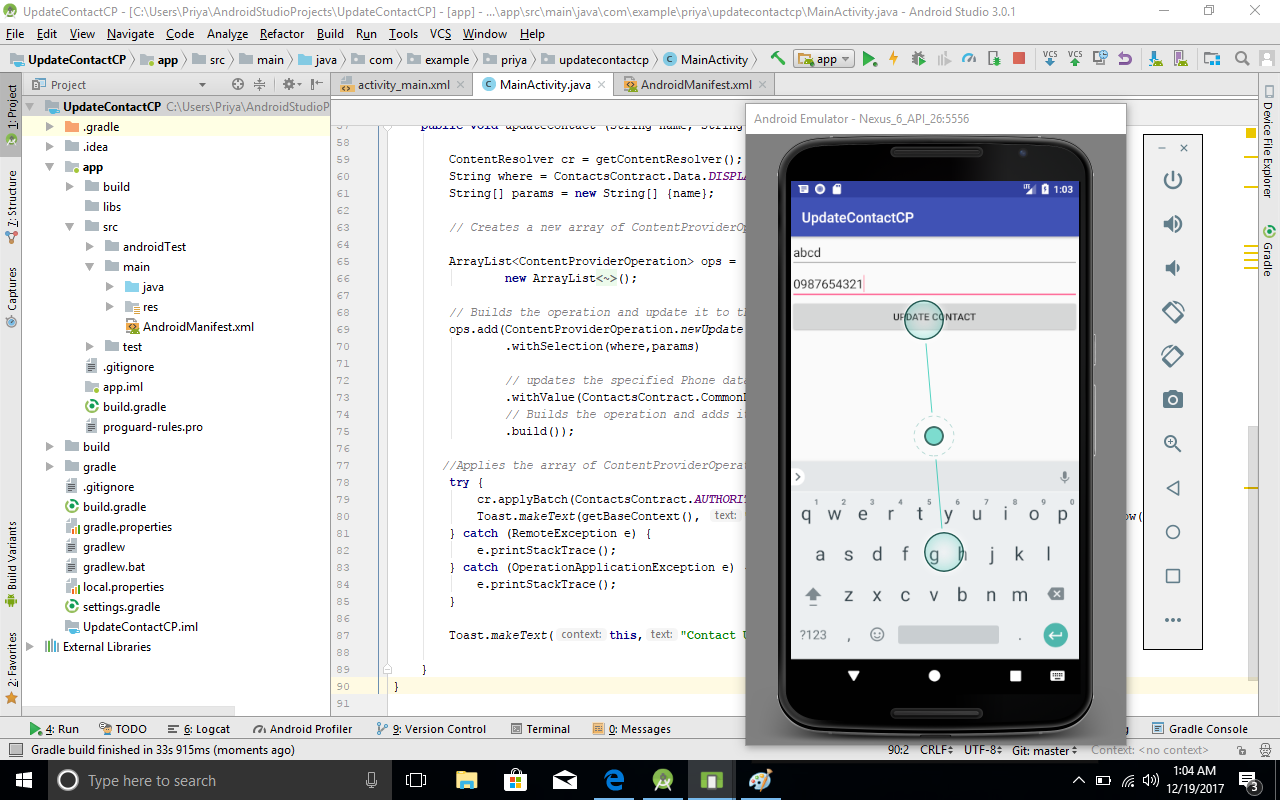 UpdateContactCP - [C:\Users\Priya\AndroidStudioProjects\UpdateContactCP] - [app] - ...\app\src\main\java\com\example\priya\updatecontactcp\MainActivity.java - Android Studio 3.0.1
File Edit View Navigate Code Analyze Refactor Build Run Tools VCS Window Help
UpdateContactCP app src main java com example priya updatecontactcp MainActivity app VCS VCS
Project
activity_main.xml MainActivity.java AndroidManifest.xml
1: Project
7: Structure
Captures
Build Variants
2: Favorites
UpdateContactCP C:\Users\Priya\AndroidStudioP
.gradle
.idea
app
build
libs
src
androidTest
main
java
res
AndroidManifest.xml
test
.gitignore
app.iml
build.gradle
proguard-rules.pro
build
gradle
.gitignore
build.gradle
gradle.properties
gradlew
gradlew.bat
local.properties
settings.gradle
UpdateContactCP.iml
External Libraries
57 public void updateContact (String name, String
58
59 ContentResolver cr = getContentResolver();
60 String where = ContactsContract.Data.DISPLA
61 String[] params = new String[] {name};
62
63 // Creates a new array of ContentProviderOp
64
65 ArrayList<ContentProviderOperation> ops =
66 new ArrayList<~>();
67
68 // Builds the operation and update it to th
69 ops.add(ContentProviderOperation.newUpdate
70 .withSelection(where,params)
71
72 // updates the specified Phone data
73 .withValue(ContactsContract.Common
74 // Builds the operation and adds i
75 .build());
76
77 //Applies the array of ContentProviderOpera
78 try {
79 cr.applyBatch(ContactsContract.AUTHORIT
80 Toast.makeText(getBaseContext(), text: ow(
81 } catch (RemoteException e) {
82 e.printStackTrace();
83 } catch (OperationApplicationException e)
84 e.printStackTrace();
85 }
86
87 Toast.makeText( context: this, text: "Contact U
88
89 }
90 }
91
Android Emulator - Nexus_6_API_26:5556
1:03
UpdateContactCP
abcd
0987654321
UPDATE CONTACT
1 2 3 4 5 6 7 8 9 0
q w e r t y u i o p
a s d f g h j k l
z x c v b n m
?123 , .
Device File Explorer
Gradle
4: Run TODO 6: Logcat Android Profiler 9: Version Control Terminal 0: Messages Gradle Console
Gradle build finished in 33s 915ms (moments ago) 90:2 CRLF UTF-8 Git: master Context: <no context>
Type here to search
1:04 AM
12/19/2017
3